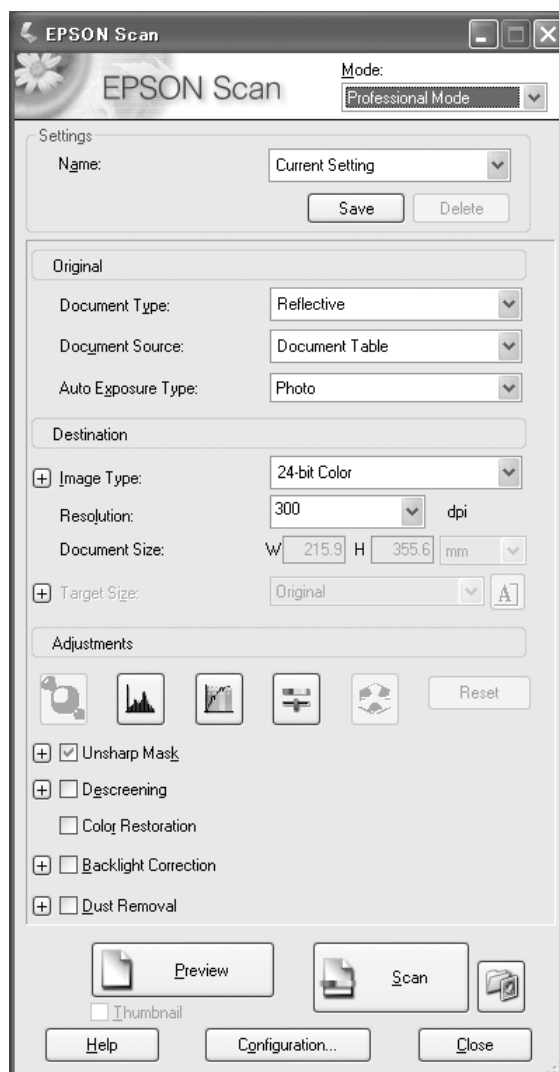 EPSON Scan
EPSON Scan
Mode:
Professional Mode
Settings
Name:
Current Setting
Save
Delete
Original
Document Type:
Reflective
Document Source:
Document Table
Auto Exposure Type:
Photo
Destination
Image Type:
24-bit Color
Resolution:
300
dpi
Document Size:
W 215.9 H 355.6 mm
Target Size:
Original
A
Adjustments
Reset
Unsharp Mask
Descreening
Color Restoration
Backlight Correction
Dust Removal
Preview
Scan
Thumbnail
Help
Configuration...
Close